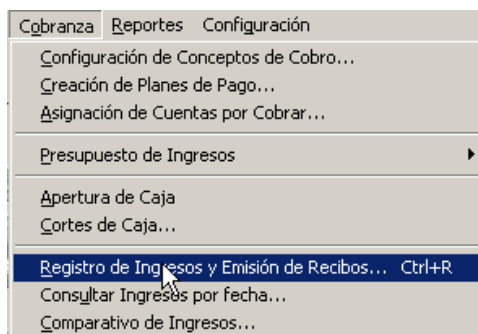 Cobranza Reportes Configuración
Configuración de Conceptos de Cobro...
Creación de Planes de Pago...
Asignación de Cuentas por Cobrar...
Presupuesto de Ingresos
Apertura de Caja
Cortes de Caja...
Registro de Ingresos y Emisión de Recibos... Ctrl+R
Consultar Ingresos por fecha...
Comparativo de Ingresos...